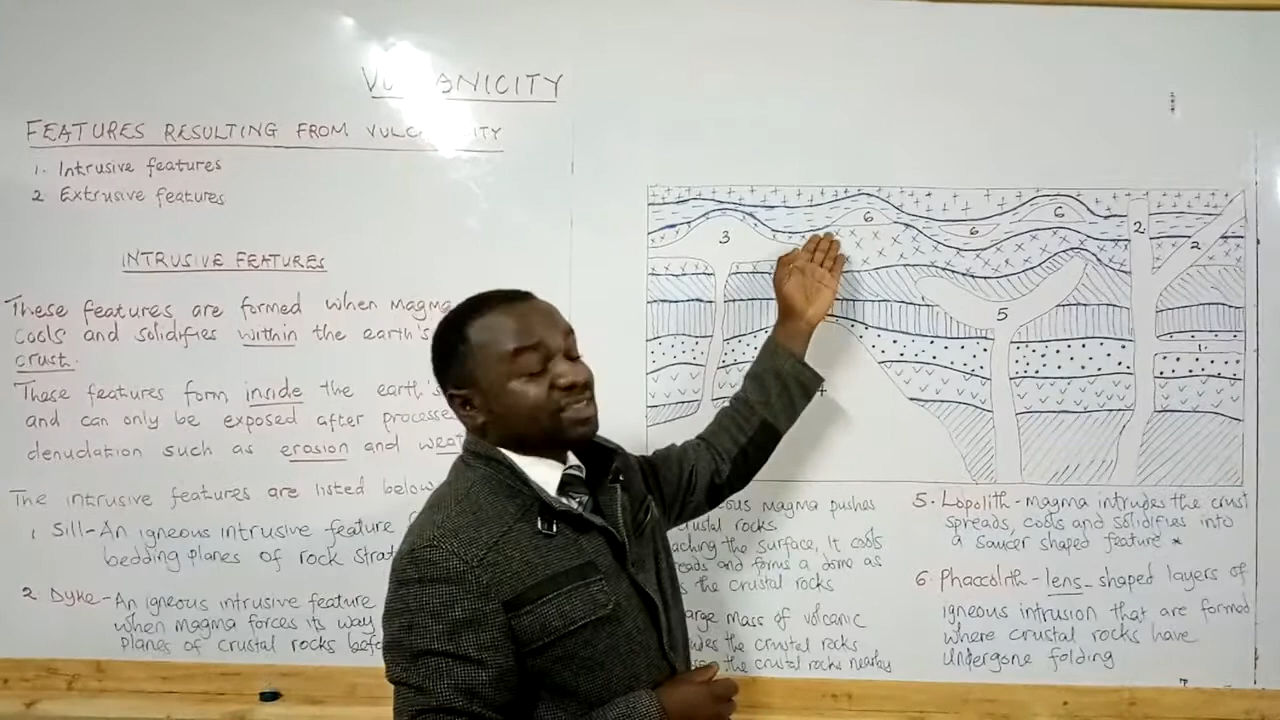 VULCANICITY
FEATURES RESULTING FROM VULCANICITY
1. Intrusive features
2 Extrusive features
INTRUSIVE FEATURES
These features are formed when magma
cools and solidifies within the earth's
crust.
These features form inside the earth's
and can only be exposed after
denudation such as erosion and
The intrusive features are listed below
1 Sill-An igneous intrusive feature
bedding planes of rock
2 Dyke-An igneous intrusive feature
when magma forces its way
planes of crustal rocks
magma pushes
rocks
the surface, It cools
and forms a dome as
the crustal rocks
mass of volcanic
the crustal rocks
the crustal rocks nearby
3
6
6
6
2
2
5
1
5. Lopolith-magma intrudes the crust
spreads, cools and solidifies into
a saucer shaped feature *
6 Phaccolith-lens-shaped layers of
igneous intrusion that are formed
where crustal rocks have
undergone folding